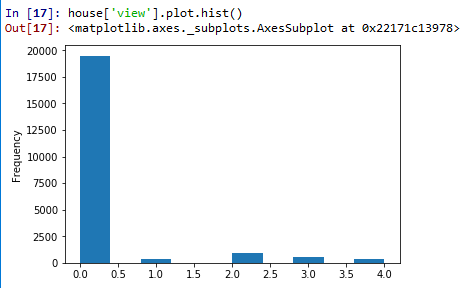 In [17]: house['view'].plot.hist()
Out[17]: <matplotlib.axes._subplots.AxesSubplot at 0x22171c13978>
20000
17500
15000
12500
10000
7500
5000
2500
0
Frequency
0.0 0.5 1.0 1.5 2.0 2.5 3.0 3.5 4.0